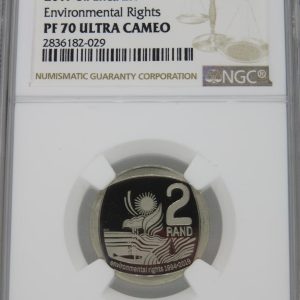 Environmental Rights
PF 70 ULTRA CAMEO
2836182-029
NUMISMATIC GUARANTY CORPORATION
NGC
2
RAND
environmental rights 1994-2019